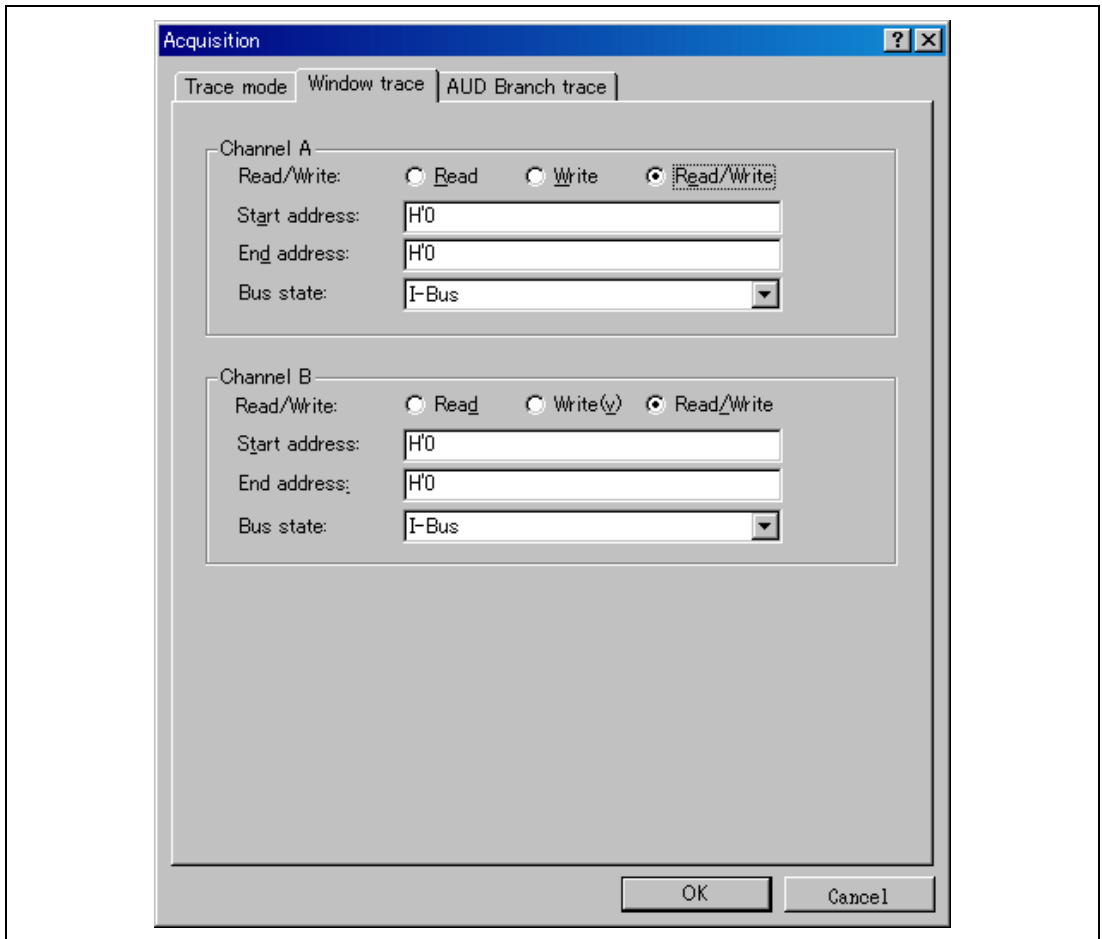 Acquisition
Trace mode Window trace AUD Branch trace
Channel A
Read/Write: Read Write Read/Write
Start address: H'0
End address: H'0
Bus state: I-Bus
Channel B
Read/Write: Read Write(v) Read/Write
Start address: H'0
End address: H'0
Bus state: I-Bus
OK Cancel